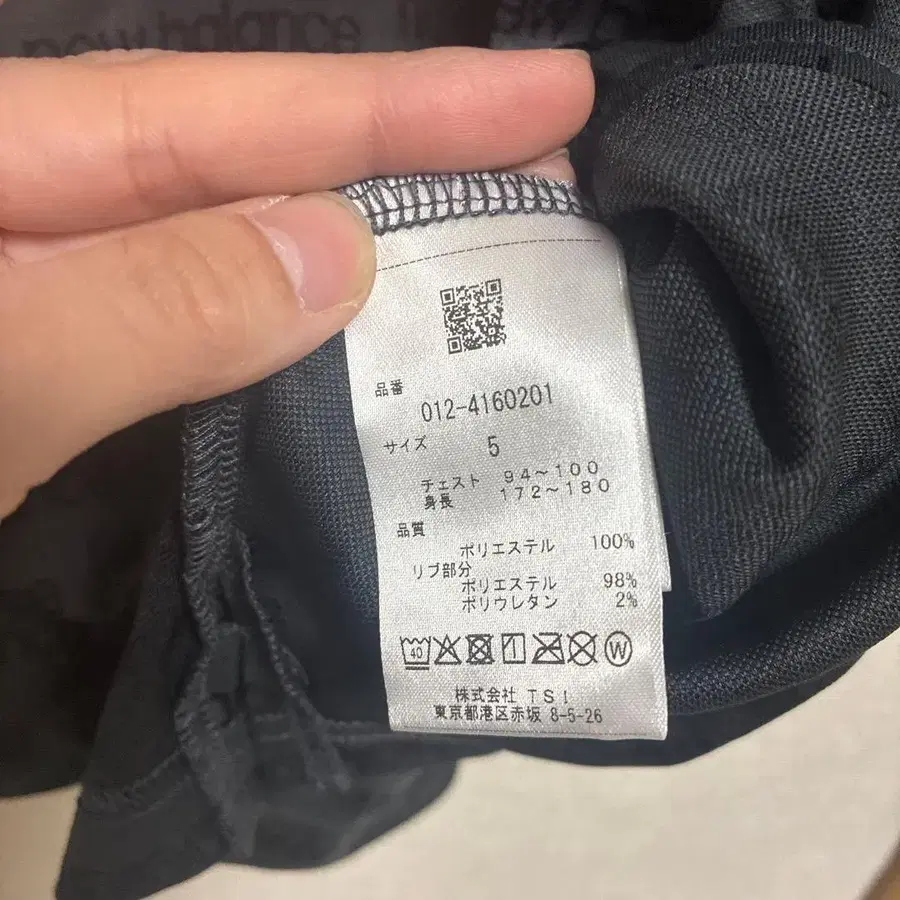 new balance
品番
012-4160201
サイズ 5
チェスト 94～100
身長 172～180
品質
ポリエステル 100%
リブ部分
ポリエステル 98%
ポリウレタン 2%
40 W
株式会社 TSI
東京都港区赤坂 8-5-26